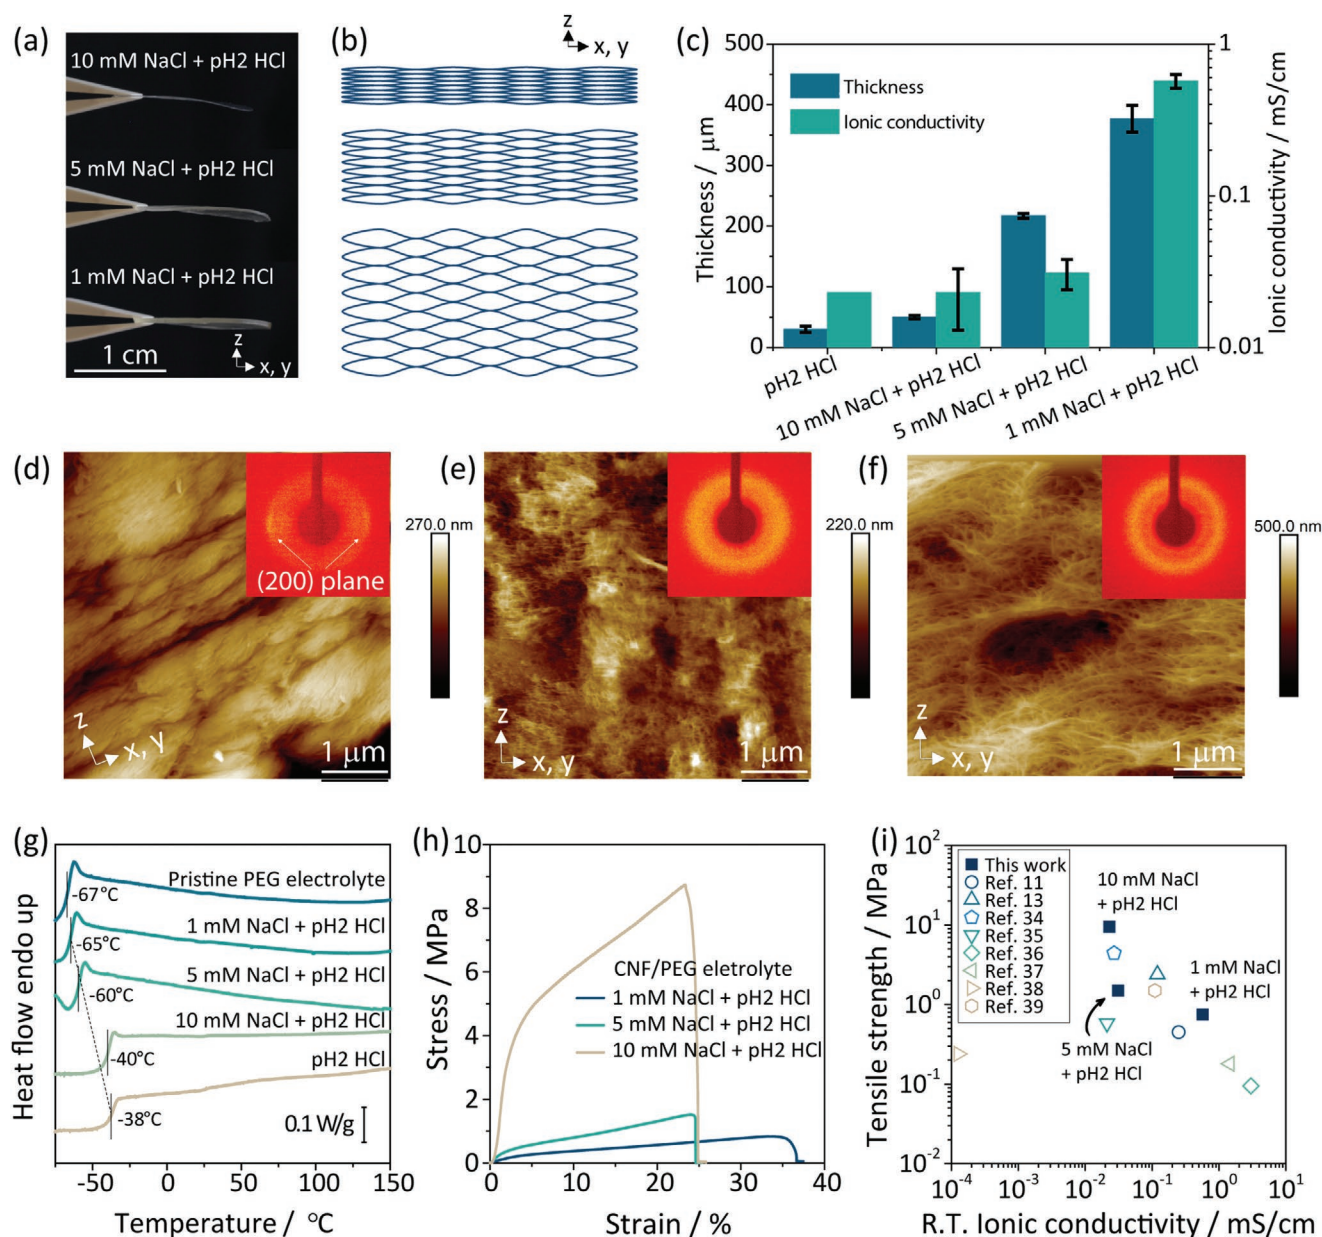 (a)
10 mM NaCl + pH2 HCl
5 mM NaCl + pH2 HCl
1 mM NaCl + pH2 HCl
1 cm
z
x, y
(b)
z
x, y
(c)
Thickness / μm
500
400
300
200
100
0
Thickness
Ionic conductivity
1
0.1
0.01
Ionic conductivity / mS/cm
pH2 HCl
10 mM NaCl + pH2 HCl
5 mM NaCl + pH2 HCl
1 mM NaCl + pH2 HCl
(d)
(200) plane
270.0 nm
z
x, y
1 μm
(e)
220.0 nm
z
x, y
1 μm
(f)
500.0 nm
z
x, y
1 μm
(g)
Heat flow endo up
Pristine PEG electrolyte
-67°C
1 mM NaCl + pH2 HCl
-65°C
5 mM NaCl + pH2 HCl
-60°C
10 mM NaCl + pH2 HCl
-40°C
pH2 HCl
-38°C
0.1 W/g
-50 0 50 100 150
Temperature / °C
(h)
Stress / MPa
10
8
6
4
2
0
CNF/PEG eletrolyte
1 mM NaCl + pH2 HCl
5 mM NaCl + pH2 HCl
10 mM NaCl + pH2 HCl
0 10 20 30 40
Strain / %
(i)
Tensile strength / MPa
10²
10¹
10⁰
10⁻¹
10⁻²
This work
Ref. 11
Ref. 13
Ref. 34
Ref. 35
Ref. 36
Ref. 37
Ref. 38
Ref. 39
10 mM NaCl
+ pH2 HCl
1 mM NaCl
+ pH2 HCl
5 mM NaCl
+ pH2 HCl
10⁻⁴ 10⁻³ 10⁻² 10⁻¹ 10⁰ 10¹
R.T. Ionic conductivity / mS/cm